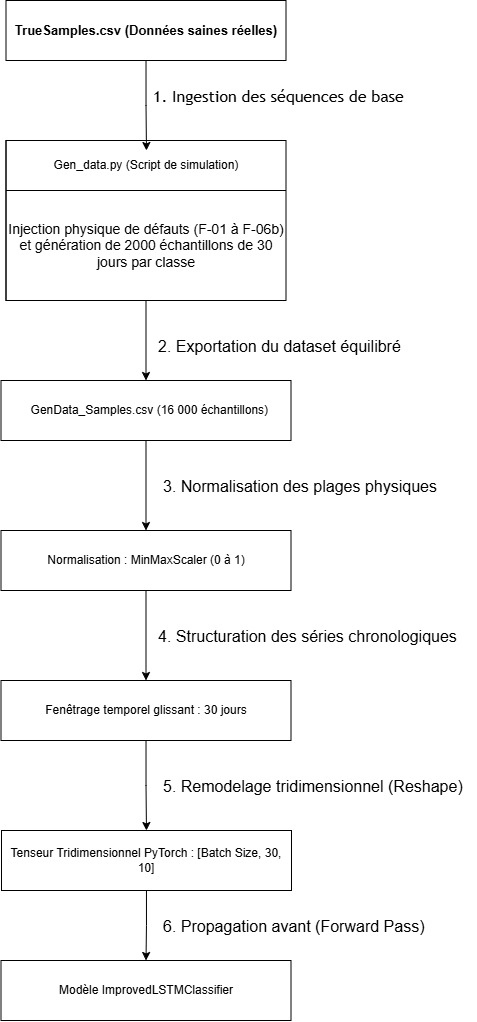 TrueSamples.csv (Données saines réelles)
1. Ingestion des séquences de base
Gen_data.py (Script de simulation)
Injection physique de défauts (F-01 à F-06b)
et génération de 2000 échantillons de 30
jours par classe
2. Exportation du dataset équilibré
GenData_Samples.csv (16 000 échantillons)
3. Normalisation des plages physiques
Normalisation : MinMaxScaler (0 à 1)
4. Structuration des séries chronologiques
Fenêtrage temporel glissant : 30 jours
5. Remodelage tridimensionnel (Reshape)
Tenseur Tridimensionnel PyTorch : [Batch Size, 30,
10]
6. Propagation avant (Forward Pass)
Modèle ImprovedLSTMClassifier